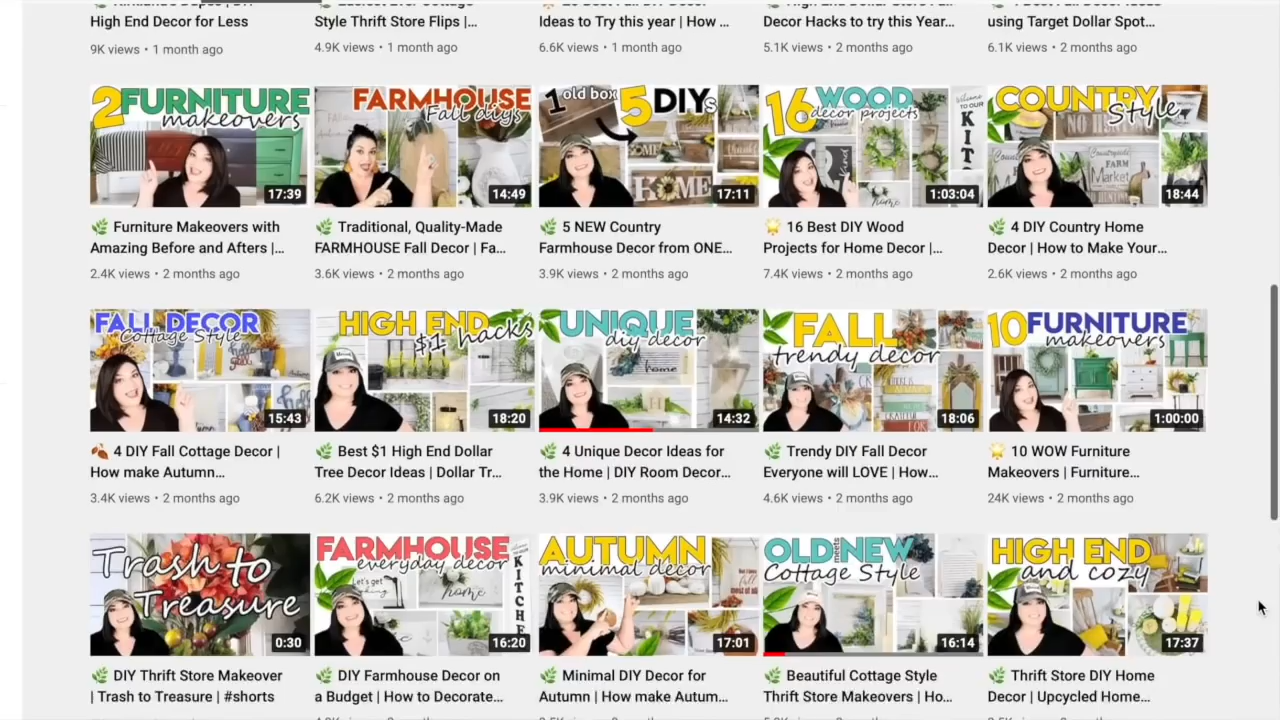 High End Decor for Less
Style Thrift Store Flips |...
Ideas to Try this year | How ...
Decor Hacks to try this Year...
using Target Dollar Spot...
9K views • 1 month ago
4.9K views • 1 month ago
6.6K views • 1 month ago
5.1K views • 2 months ago
6.1K views • 2 months ago
2 FURNITURE
makeovers
17:39
FARMHOUSE
Fall diys
14:49
1 old box
5 DIYs
HOME
17:11
16 WOOD
decor projects
KIT
1:03:04
COUNTRY
Style
FARM
Market
18:44
Furniture Makeovers with
Amazing Before and Afters |...
2.4K views • 2 months ago
Traditional, Quality-Made
FARMHOUSE Fall Decor | Fa...
3.6K views • 2 months ago
5 NEW Country
Farmhouse Decor from ONE...
3.9K views • 2 months ago
16 Best DIY Wood
Projects for Home Decor |...
7.4K views • 2 months ago
4 DIY Country Home
Decor | How to Make Your...
2.6K views • 2 months ago
FALL DECOR
Cottage Style
15:43
HIGH END
$1 hacks
18:20
UNIQUE
diy decor
home
14:32
FALL
trendy decor
18:06
10 FURNITURE
makeovers
1:00:00
4 DIY Fall Cottage Decor |
How make Autumn...
3.4K views • 2 months ago
Best $1 High End Dollar
Tree Decor Ideas | Dollar Tr...
6.2K views • 2 months ago
4 Unique Decor Ideas for
the Home | DIY Room Decor...
3.9K views • 2 months ago
Trendy DIY Fall Decor
Everyone will LOVE | How...
4.6K views • 2 months ago
10 WOW Furniture
Makeovers | Furniture...
24K views • 2 months ago
Trash to
Treasure
0:30
FARMHOUSE
everyday decor
Let's get
home
KITCHE
16:20
AUTUMN
minimal decor
17:01
OLD meets NEW
Cottage Style
16:14
HIGH END
and cozy
17:37
DIY Thrift Store Makeover
| Trash to Treasure | #shorts
DIY Farmhouse Decor on
a Budget | How to Decorate...
Minimal DIY Decor for
Autumn | How make Autum...
Beautiful Cottage Style
Thrift Store Makeovers | Ho...
Thrift Store DIY Home
Decor | Upcycled Home...